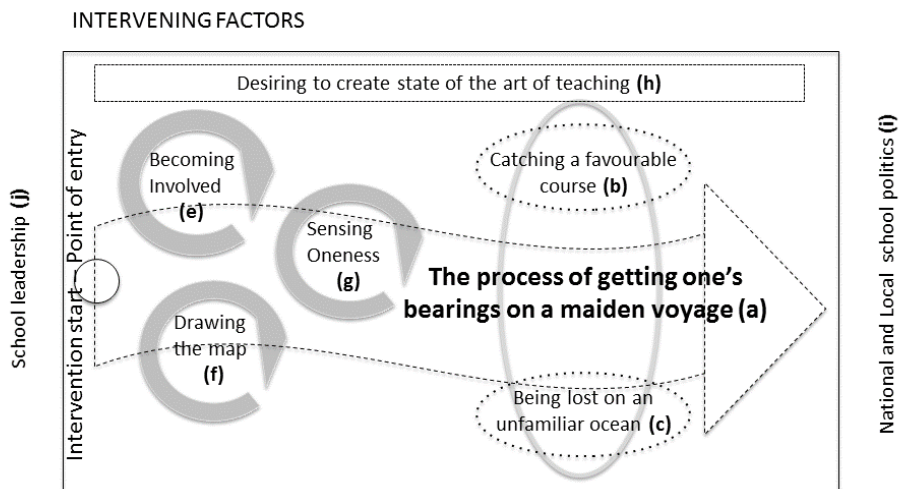 INTERVENING FACTORS
Desiring to create state of the art of teaching (h)
School leadership (j)
Intervention start – Point of entry
Becoming
Involved
(e)
Sensing
Oneness
(g)
Drawing
the map
(f)
Catching a favourable
course (b)
The process of getting one's
bearings on a maiden voyage (a)
Being lost on an
unfamiliar ocean (c)
National and Local school politics (i)